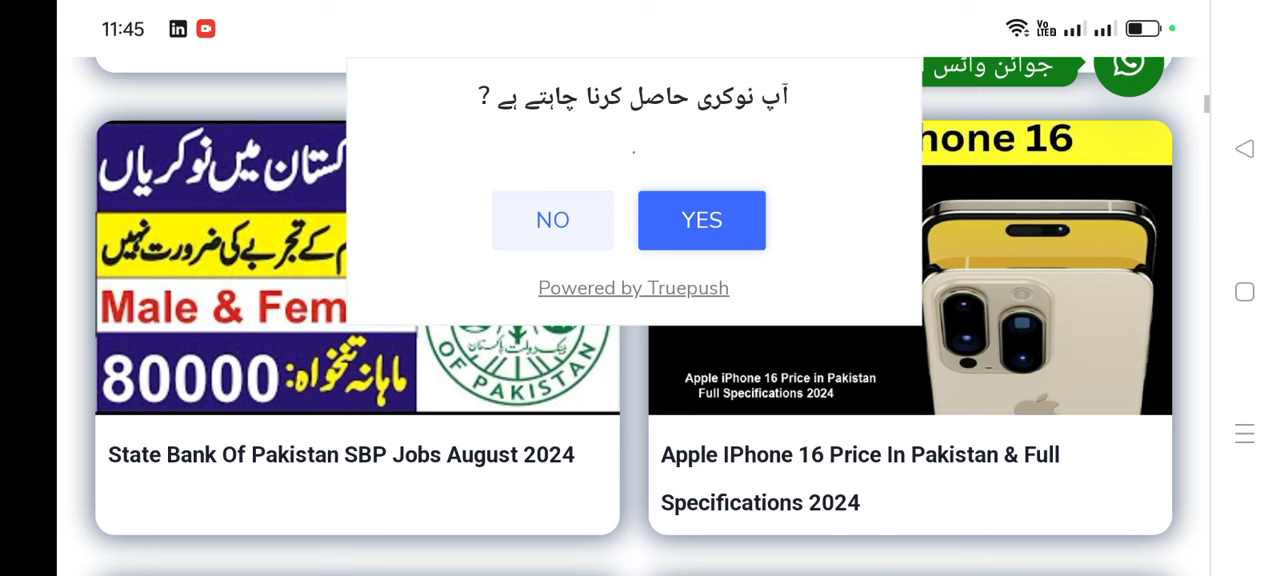 11:45
Vo
LTE
جوائن واٹس
آپ نوکری حاصل کرنا چاہتے ہے ?
.
NO
YES
Powered by Truepush
کستان میں نوکریاں
کے تجربے کی ضرورت نہیں
Male & Fem
80000
ماہانہ تنخواہ:
OF PAKISTAN
State Bank Of Pakistan SBP Jobs August 2024
hone 16
Apple iPhone 16 Price in Pakistan
Full Specifications 2024
Apple IPhone 16 Price In Pakistan & Full
Specifications 2024